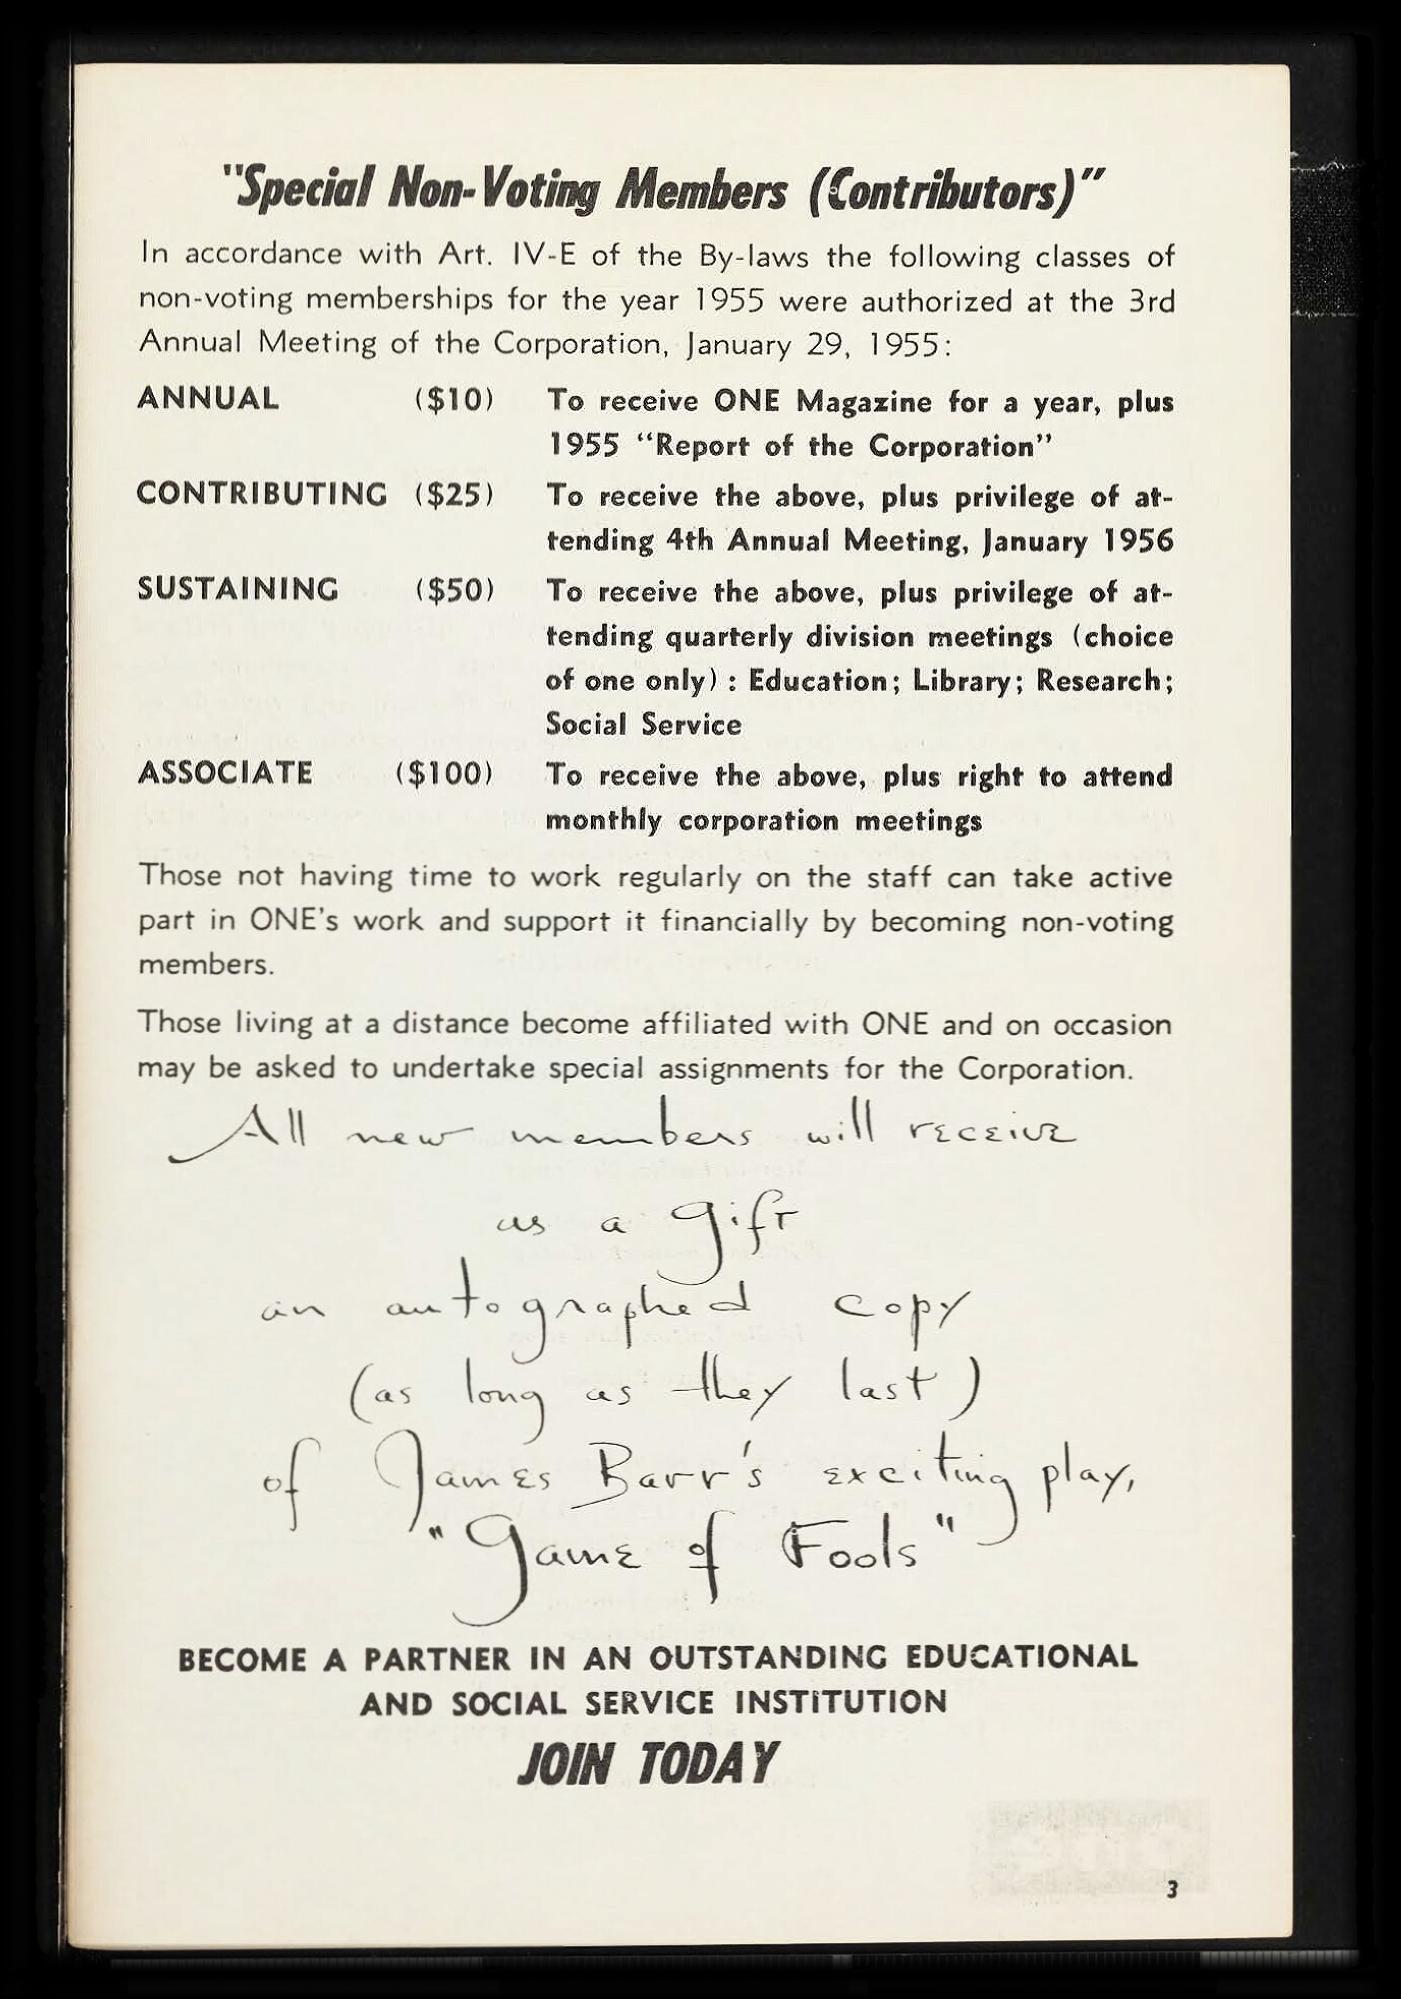 "Special Non-Voting Members (Contributors)"
In accordance with Art. IV-E of the By-laws the following classes of
non-voting memberships for the year 1955 were authorized at the 3rd
Annual Meeting of the Corporation, January 29, 1955:
ANNUAL ($10) To receive ONE Magazine for a year, plus
1955 "Report of the Corporation"
CONTRIBUTING ($25) To receive the above, plus privilege of at-
tending 4th Annual Meeting, January 1956
SUSTAINING ($50) To receive the above, plus privilege of at-
tending quarterly division meetings (choice
of one only) : Education; Library; Research;
Social Service
ASSOCIATE ($100) To receive the above, plus right to attend
monthly corporation meetings
Those not having time to work regularly on the staff can take active
part in ONE's work and support it financially by becoming non-voting
members.
Those living at a distance become affiliated with ONE and on occasion
may be asked to undertake special assignments for the Corporation.
All new members will receive
as a gift
an autographed copy
(as long as they last)
of James Barr's exciting play,
"Game of Fools"
BECOME A PARTNER IN AN OUTSTANDING EDUCATIONAL
AND SOCIAL SERVICE INSTITUTION
JOIN TODAY
3